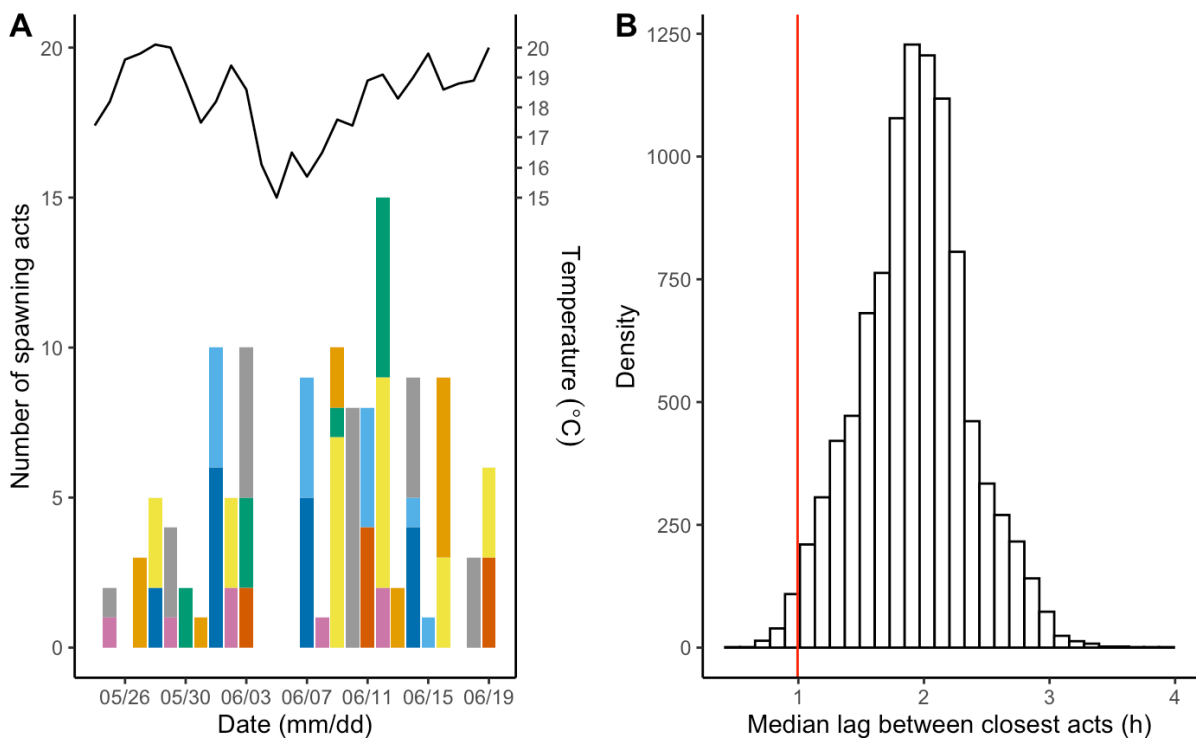 A
20
15
10
5
0
Number of spawning acts
20
19
18
17
16
15
Temperature (°C)
05/26 05/30 06/03 06/07 06/11 06/15 06/19
Date (mm/dd)
B
1250
1000
750
500
250
0
Density
1 2 3 4
Median lag between closest acts (h)